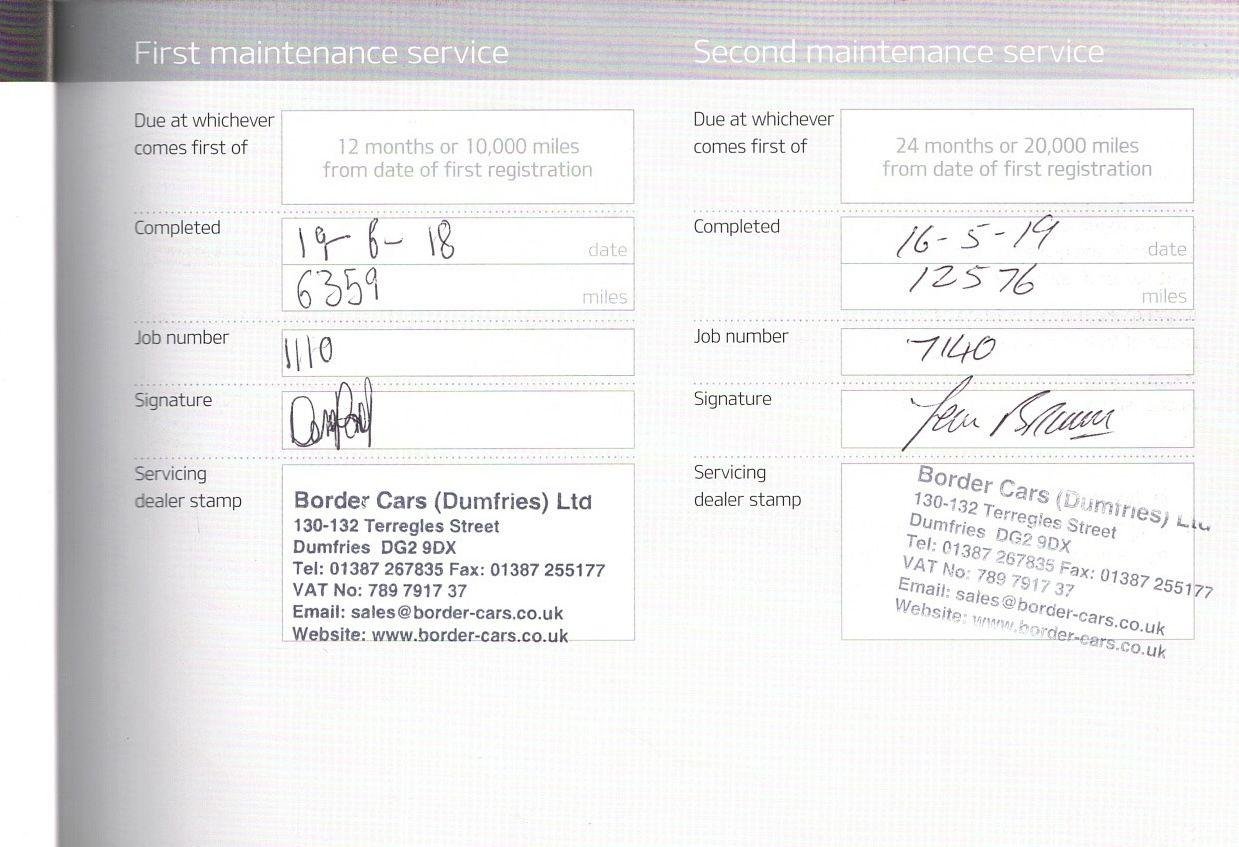 First maintenance service
Due at whichever
comes first of
12 months or 10,000 miles
from date of first registration
Completed
19-6-18
date
6359
miles
Job number
1110
Signature
Servicing
dealer stamp
Border Cars (Dumfries) Ltd
130-132 Terregles Street
Dumfries DG2 9DX
Tel: 01387 267835 Fax: 01387 255177
VAT No: 789 7917 37
Email: sales@border-cars.co.uk
Website: www.border-cars.co.uk
Second maintenance service
Due at whichever
comes first of
24 months or 20,000 miles
from date of first registration
Completed
16-5-19
date
12576
miles
Job number
7140
Signature
Servicing
dealer stamp
Border Cars (Dumfries) Ltd
130-132 Terregles Street
Dumfries DG2 9DX
Tel: 01387 267835 Fax: 01387 255177
VAT No: 789 7917 37
Email: sales@border-cars.co.uk
Website: www.border-cars.co.uk